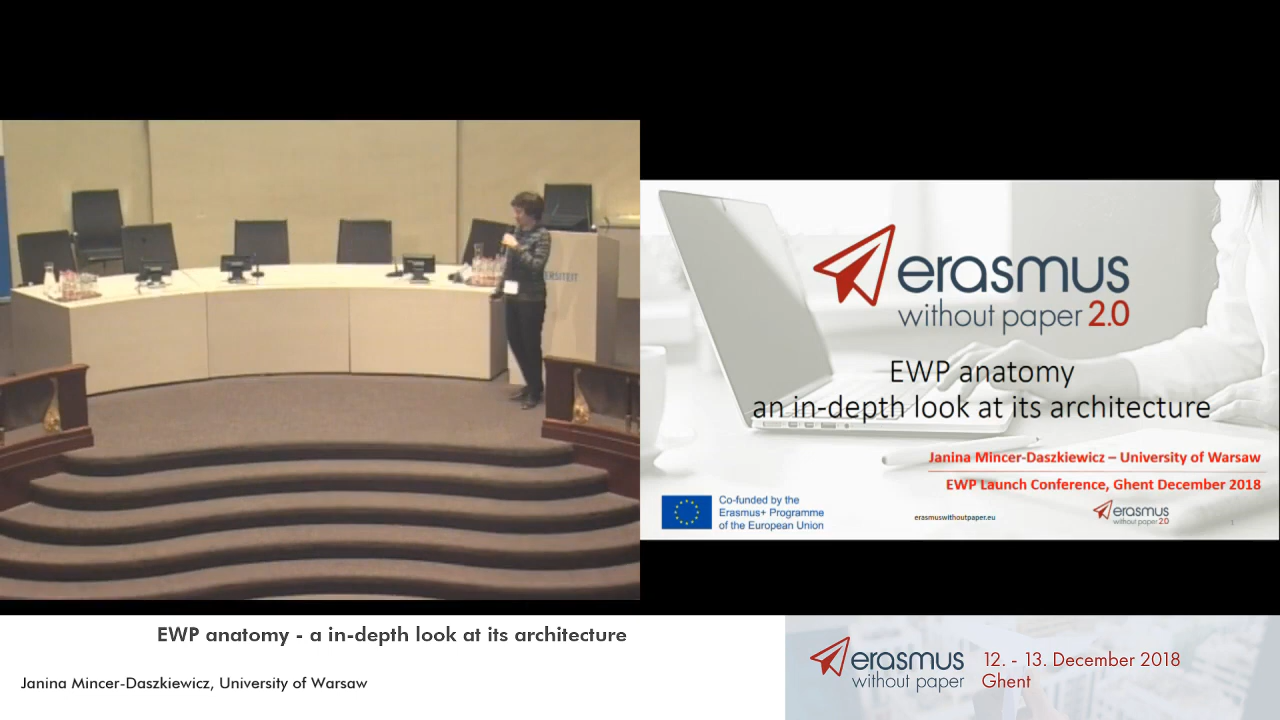 ERSITEIT
erasmus
without paper 2.0
EWP anatomy
an in-depth look at its architecture
Janina Mincer-Daszkiewicz – University of Warsaw
EWP Launch Conference, Ghent December 2018
Co-funded by the
Erasmus+ Programme
of the European Union
erasmuswithoutpaper.eu
erasmus
without paper 2.0
1
EWP anatomy - a in-depth look at its architecture
Janina Mincer-Daszkiewicz, University of Warsaw
erasmus
without paper
12. - 13. December 2018
Ghent